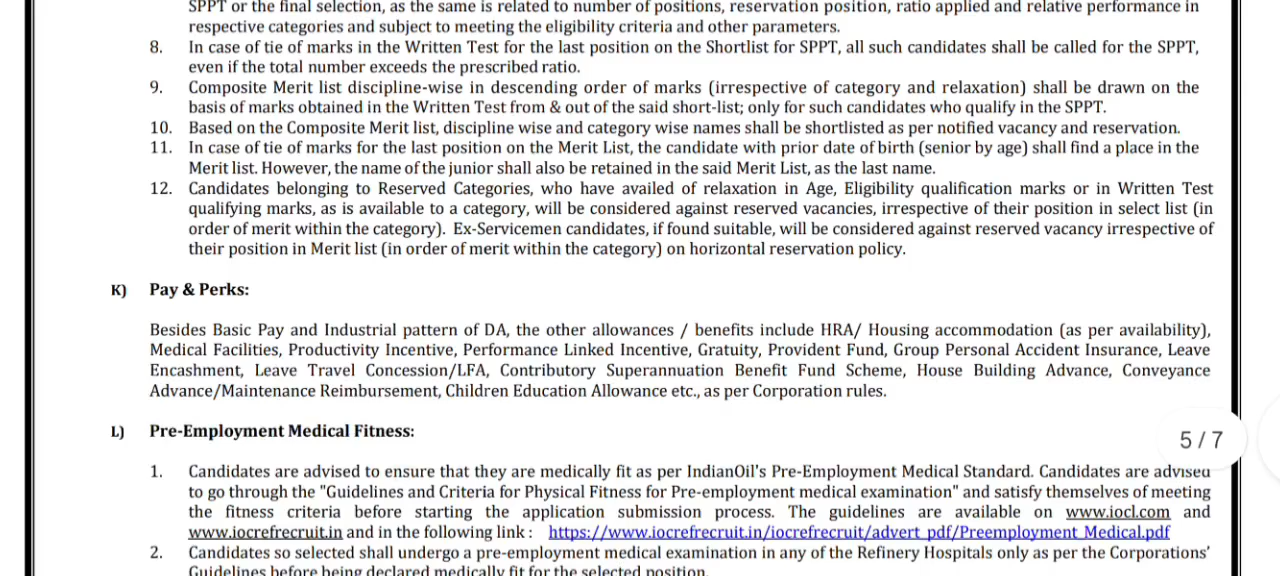 SPPT or the final selection, as the same is related to number of positions, reservation position, ratio applied and relative performance in
respective categories and subject to meeting the eligibility criteria and other parameters.
8. In case of tie of marks in the Written Test for the last position on the Shortlist for SPPT, all such candidates shall be called for the SPPT,
even if the total number exceeds the prescribed ratio.
9. Composite Merit list discipline-wise in descending order of marks (irrespective of category and relaxation) shall be drawn on the
basis of marks obtained in the Written Test from & out of the said short-list; only for such candidates who qualify in the SPPT.
10. Based on the Composite Merit list, discipline wise and category wise names shall be shortlisted as per notified vacancy and reservation.
11. In case of tie of marks for the last position on the Merit List, the candidate with prior date of birth (senior by age) shall find a place in the
Merit list. However, the name of the junior shall also be retained in the said Merit List, as the last name.
12. Candidates belonging to Reserved Categories, who have availed of relaxation in Age, Eligibility qualification marks or in Written Test
qualifying marks, as is available to a category, will be considered against reserved vacancies, irrespective of their position in select list (in
order of merit within the category). Ex-Servicemen candidates, if found suitable, will be considered against reserved vacancy irrespective of
their position in Merit list (in order of merit within the category) on horizontal reservation policy.
K) Pay & Perks:
Besides Basic Pay and Industrial pattern of DA, the other allowances / benefits include HRA/ Housing accommodation (as per availability),
Medical Facilities, Productivity Incentive, Performance Linked Incentive, Gratuity, Provident Fund, Group Personal Accident Insurance, Leave
Encashment, Leave Travel Concession/LFA, Contributory Superannuation Benefit Fund Scheme, House Building Advance, Conveyance
Advance/Maintenance Reimbursement, Children Education Allowance etc., as per Corporation rules.
L) Pre-Employment Medical Fitness:
5 / 7
1. Candidates are advised to ensure that they are medically fit as per IndianOil's Pre-Employment Medical Standard. Candidates are advised
to go through the "Guidelines and Criteria for Physical Fitness for Pre-employment medical examination" and satisfy themselves of meeting
the fitness criteria before starting the application submission process. The guidelines are available on www.iocl.com and
www.iocrefrecruit.in and in the following link : https://www.iocrefrecruit.in/iocrefrecruit/advert_pdf/Preemployment_Medical.pdf
2. Candidates so selected shall undergo a pre-employment medical examination in any of the Refinery Hospitals only as per the Corporations'
Guidelines before being declared medically fit for the selected position.